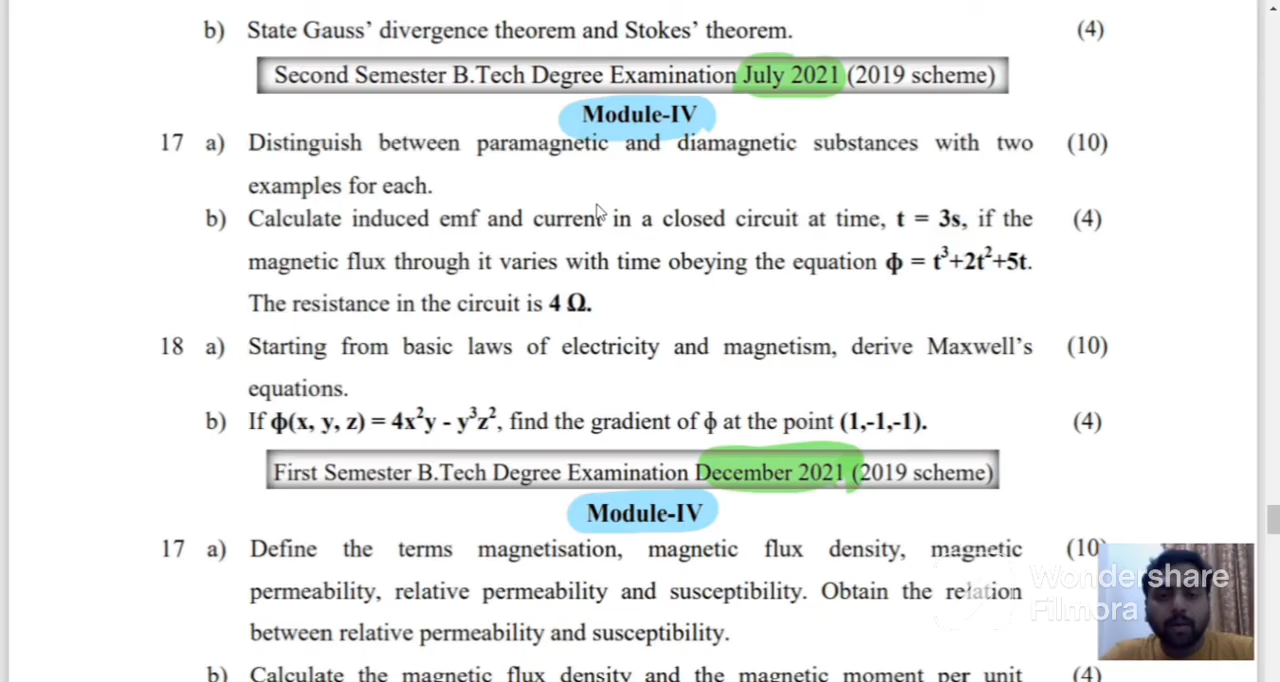 b) State Gauss’ divergence theorem and Stokes’ theorem. (4)
Second Semester B.Tech Degree Examination July 2021 (2019 scheme)
Module-IV
17 a) Distinguish between paramagnetic and diamagnetic substances with two (10)
examples for each.
b) Calculate induced emf and current in a closed circuit at time, t = 3s, if the (4)
magnetic flux through it varies with time obeying the equation ϕ = t³+2t²+5t.
The resistance in the circuit is 4 Ω.
18 a) Starting from basic laws of electricity and magnetism, derive Maxwell’s (10)
equations.
b) If ϕ(x, y, z) = 4x²y - y³z², find the gradient of ϕ at the point (1,-1,-1). (4)
First Semester B.Tech Degree Examination December 2021 (2019 scheme)
Module-IV
17 a) Define the terms magnetisation, magnetic flux density, magnetic (10)
permeability, relative permeability and susceptibility. Obtain the relation
between relative permeability and susceptibility.
b) Calculate the magnetic flux density and the magnetic moment per unit (4)
Wondershare
Filmora